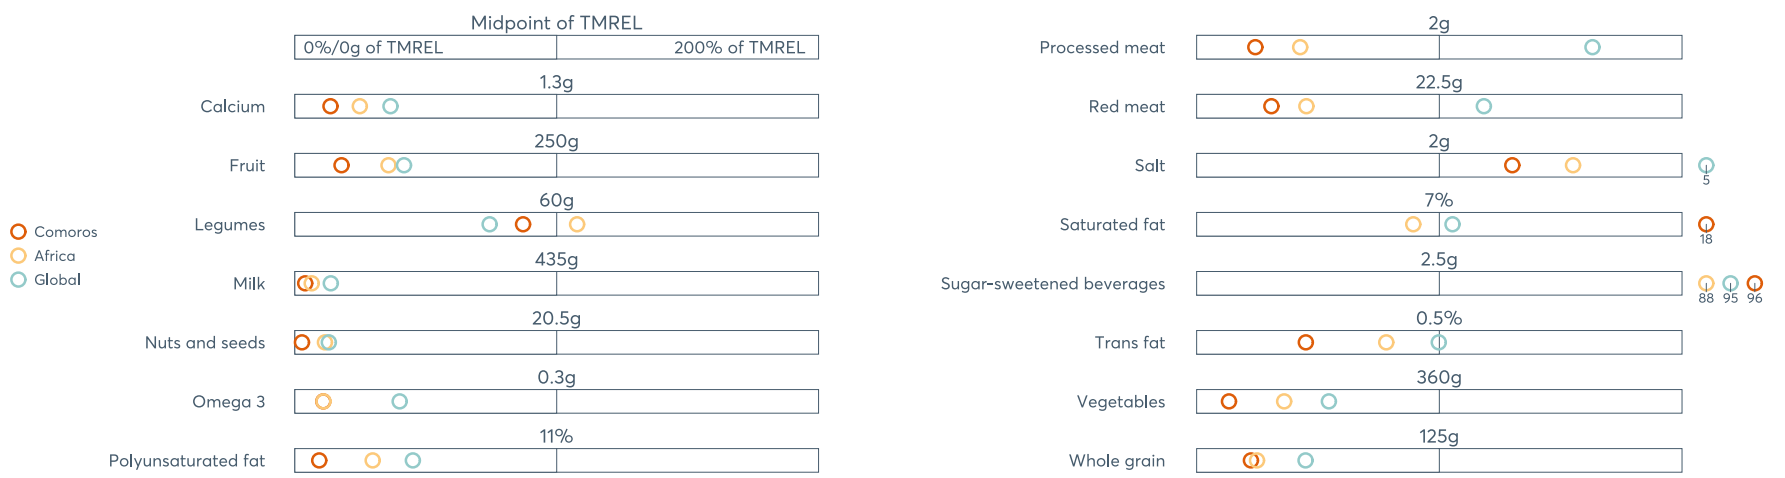 Midpoint of TMREL
0%/0g of TMREL 200% of TMREL
1.3g
Calcium
250g
Fruit
60g
Legumes
435g
Milk
20.5g
Nuts and seeds
0.3g
Omega 3
11%
Polyunsaturated fat
Comoros
Africa
Global
2g
Processed meat
22.5g
Red meat
2g
Salt
5
7%
Saturated fat
18
2.5g
Sugar-sweetened beverages
88 95 96
0.5%
Trans fat
360g
Vegetables
125g
Whole grain